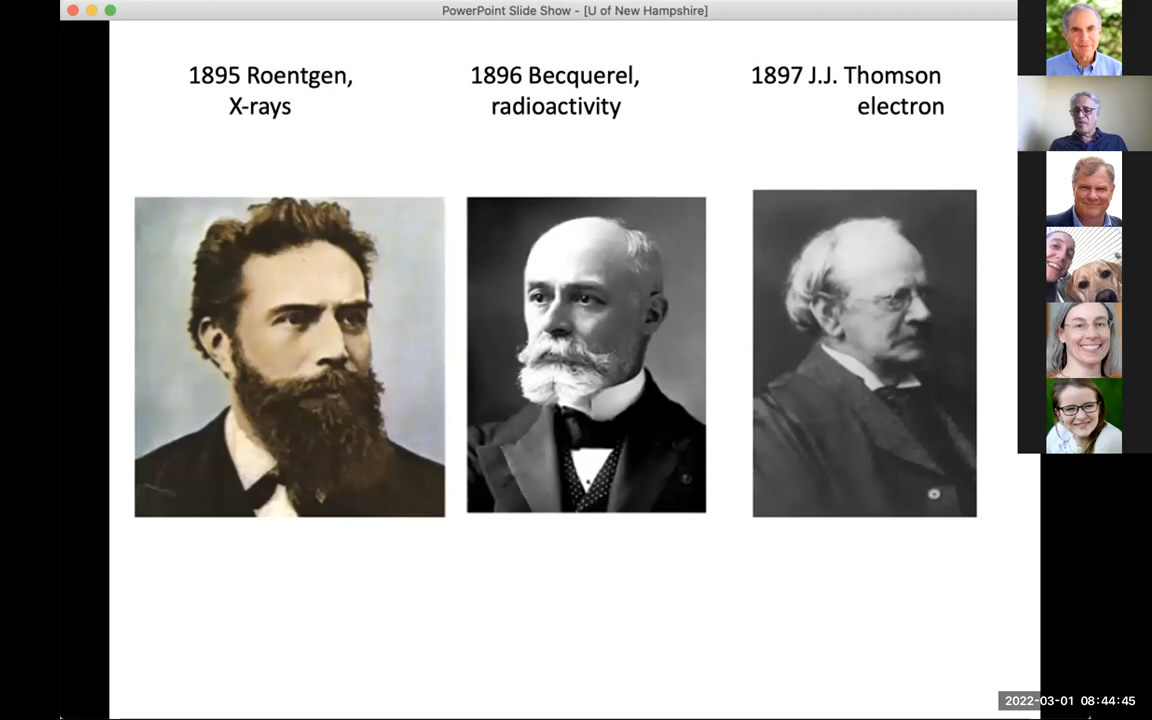 PowerPoint Slide Show - [U of New Hampshire]
1895 Roentgen,
X-rays
1896 Becquerel,
radioactivity
1897 J.J. Thomson
electron
2022-03-01 08:44:45